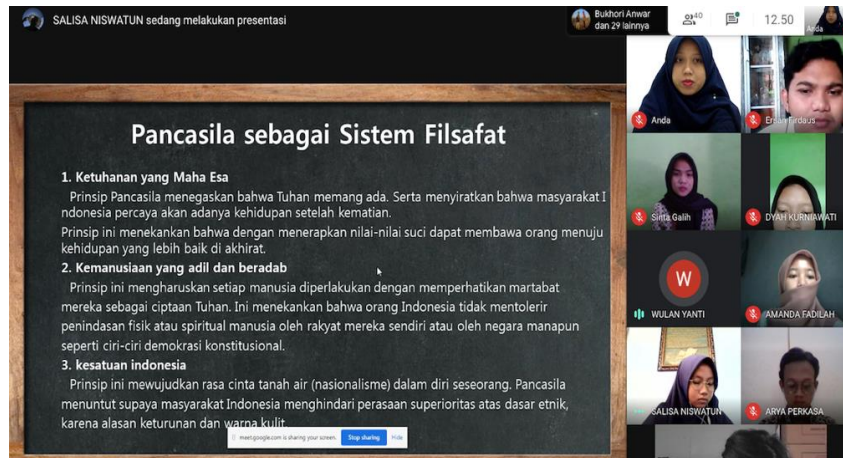 SALISA NISWATUN sedang melakukan presentasi
Bukhori Anwar
dan 29 lainnya
40
12.50
Anda
Pancasila sebagai Sistem Filsafat
1. Ketuhanan yang Maha Esa
Prinsip Pancasila menegaskan bahwa Tuhan memang ada. Serta menyiratkan bahwa masyarakat I
ndonesia percaya akan adanya kehidupan setelah kematian.
Prinsip ini menekankan bahwa dengan menerapkan nilai-nilai suci dapat membawa orang menuju
kehidupan yang lebih baik di akhirat.
2. Kemanusiaan yang adil dan beradab
Prinsip ini mengharuskan setiap manusia diperlakukan dengan memperhatikan martabat
mereka sebagai ciptaan Tuhan. Ini menekankan bahwa orang Indonesia tidak mentolerir
penindasan fisik atau spiritual manusia oleh rakyat mereka sendiri atau oleh negara manapun
seperti ciri-ciri demokrasi konstitusional.
3. kesatuan indonesia
Prinsip ini mewujudkan rasa cinta tanah air (nasionalisme) dalam diri seseorang. Pancasila
menuntut supaya masyarakat Indonesia menghindari perasaan superioritas atas dasar etnik,
karena alasan keturunan dan warna kulit.
meet.google.com is sharing your screen.
Stop sharing
Hide
Anda
Firdaus
Sinta Galih
DYAH KURNIAWATI
W
WULAN YANTI
AMANDA FADILAH
SALISA NISWATUN
ARYA PERKASA